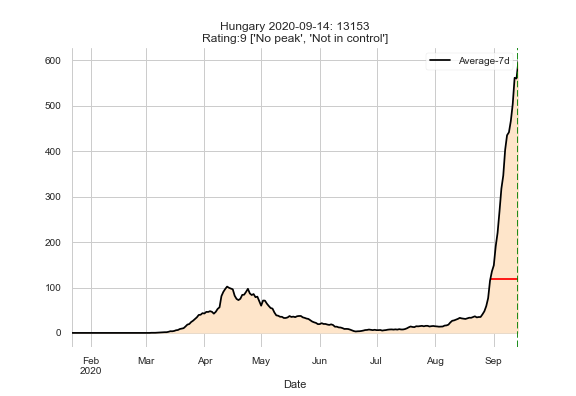 Hungary 2020-09-14: 13153
Rating:9 ['No peak', 'Not in control']
Average-7d
600
500
400
300
200
100
0
Feb Mar Apr May Jun Jul Aug Sep
2020
Date